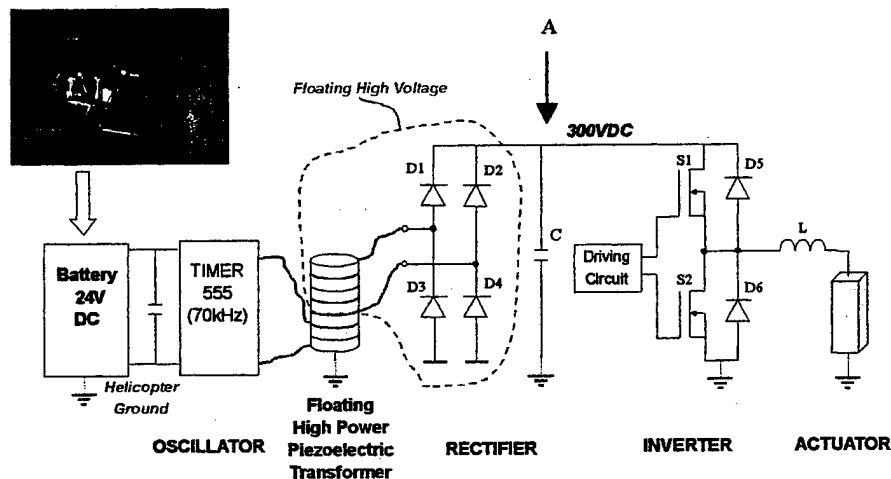 A
Floating High Voltage
300VDC
D1
D2
S1
D5
Battery
24V
DC
TIMER
555
(70kHz)
C
L
Driving
Circuit
S2
D3
D4
D6
Helicopter
Ground
OSCILLATOR
Floating
High Power
Piezoelectric
Transformer
RECTIFIER
INVERTER
ACTUATOR